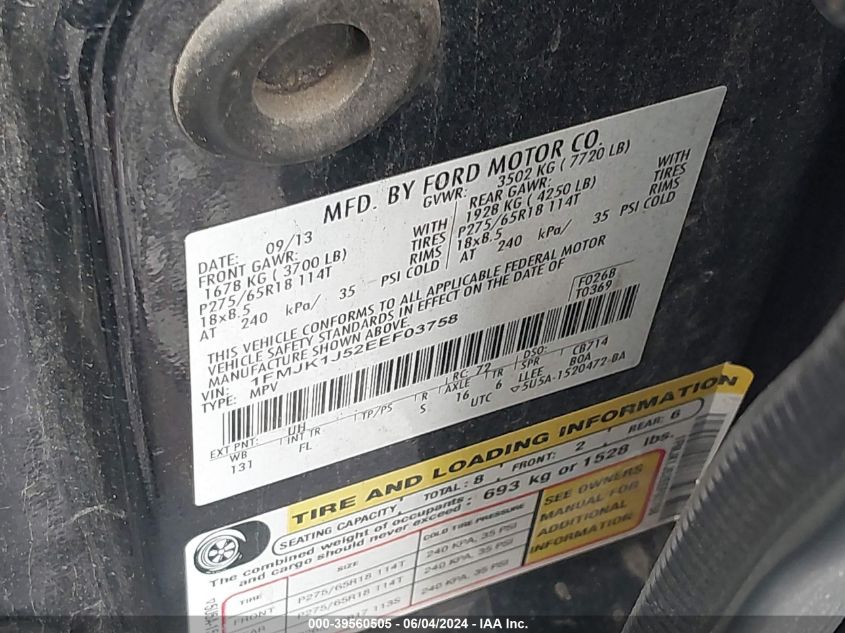 MFD. BY FORD MOTOR CO.
DATE: 09/13 GVWR: 3502 KG ( 7720 LB)
FRONT GAWR: WITH REAR GAWR: WITH
1678 KG ( 3700 LB) TIRES 1928 KG ( 4250 LB) TIRES
P275/65R18 114T RIMS P275/65R18 114T RIMS
18x8.5 18x8.5
AT 240 kPa/ 35 PSI COLD AT 240 kPa/ 35 PSI COLD
THIS VEHICLE CONFORMS TO ALL APPLICABLE FEDERAL MOTOR
VEHICLE SAFETY STANDARDS IN EFFECT ON THE DATE OF
MANUFACTURE SHOWN ABOVE.
F0268
T0369
VIN: 1FMJK1J52EEF03758
TYPE: MPV
EXT PNT: UH RC: 72 DSO: CB714
WB INT TR TP/PS R AXLE TR SPR BOA
131 FL S 16 6 LLEE
UTC 5U5A-1520472-BA
TIRE AND LOADING INFORMATION
SEATING CAPACITY TOTAL: 8 FRONT: 2 REAR: 6
The combined weight of occupants and cargo should never exceed: 693 kg or 1528 lbs.
SIZE COLD TIRE PRESSURE
TIRE
FRONT P275/65R18 114T 240 KPA, 35 PSI
P275/65R18 114T 240 KPA, 35 PSI
113S 240 KPA, 35 PSI
SEE OWNERS
MANUAL FOR
ADDITIONAL
INFORMATION
000-39560505 - 06/04/2024 - IAA Inc.